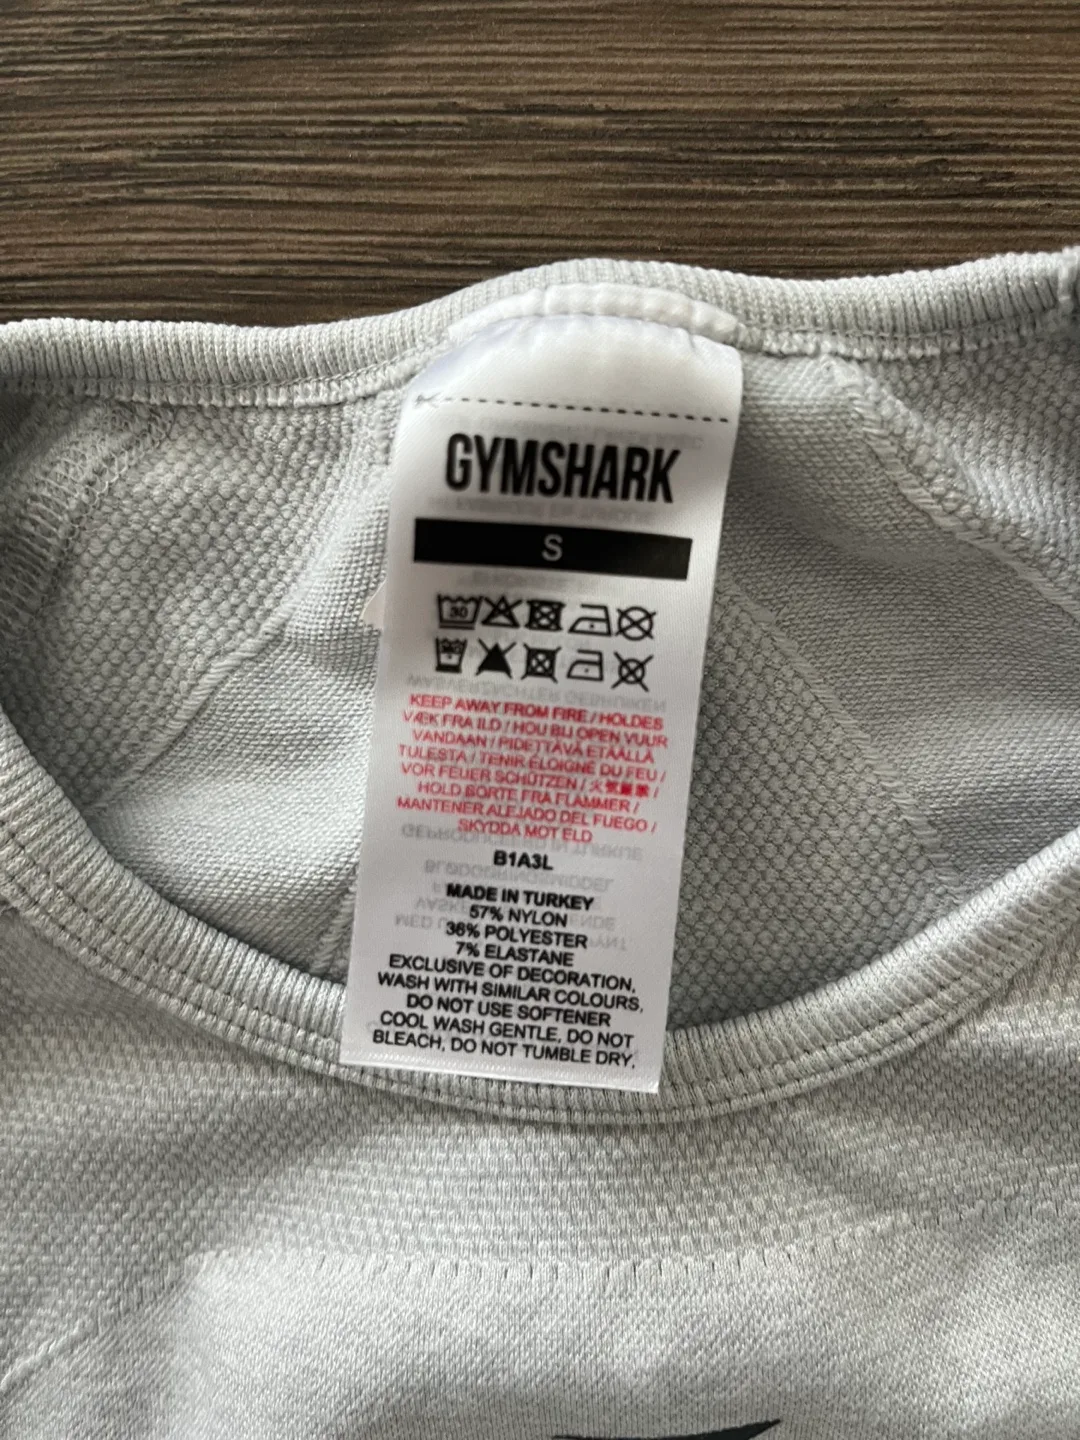 GYMSHARK
S
30
KEEP AWAY FROM FIRE / HOLDES
VÆK FRA ILD / HOU BIJ OPEN VUUR
VANDAAN / PIDETTÄVÄ ETÄÄLLÄ
TULESTA / TENIR ÉLOIGNÉ DU FEU /
VOR FEUER SCHÜTZEN / 火気厳禁 /
HOLD BORTE FRA FLAMMER /
MANTENER ALEJADO DEL FUEGO /
SKYDDA MOT ELD
B1A3L
MADE IN TURKEY
57% NYLON
36% POLYESTER
7% ELASTANE
EXCLUSIVE OF DECORATION,
WASH WITH SIMILAR COLOURS,
DO NOT USE SOFTENER
COOL WASH GENTLE, DO NOT
BLEACH, DO NOT TUMBLE DRY,